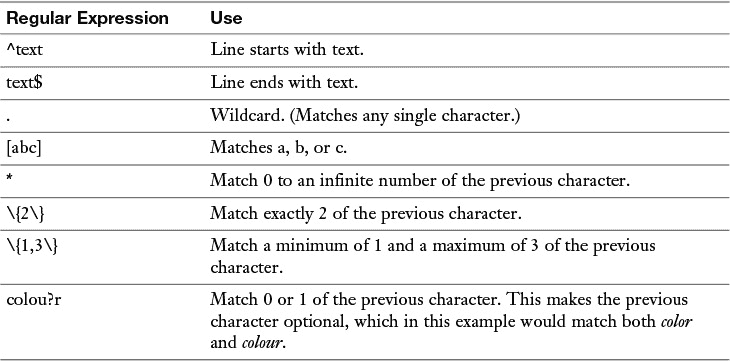 Regular Expression Use
^text Line starts with text.
text$ Line ends with text.
. Wildcard. (Matches any single character.)
[abc] Matches a, b, or c.
* Match 0 to an infinite number of the previous character.
\{2\} Match exactly 2 of the previous character.
\{1,3\} Match a minimum of 1 and a maximum of 3 of the previous
character.
colou?r Match 0 or 1 of the previous character. This makes the previous
character optional, which in this example would match both color
and colour.